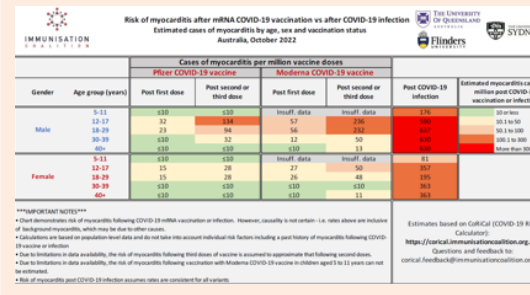 IMMUNISATION
COALITION
Risk of myocarditis after mRNA COVID-19 vaccination vs after COVID-19 infection
Estimated cases of myocarditis by age, sex and vaccination status
Australia, October 2022
THE UNIVERSITY
OF QUEENSLAND
AUSTRALIA
Flinders
UNIVERSITY
SYDN
Cases of myocarditis per million vaccine doses
Pfizer COVID-19 vaccine Moderna COVID-19 vaccine
Gender Age group (years) Post first dose Post second or third dose Post first dose Post second or third dose Post COVID-19 infection Estimated myocarditis ca
million post COVID-
vaccination or infecti
Male
5-11 ≤10 ≤10 Insuff. data Insuff. data 176 10 or less
12-17 32 134 57 236 10.1 to 50
18-29 23 94 56 232 50.1 to 100
30-39 ≤10 32 12 50 100.1 to 300
40+ ≤10 ≤10 ≤10 13 More than 30
Female
5-11 ≤10 ≤10 Insuff. data Insuff. data 81
12-17 15 28 27 50 357
18-29 15 28 26 48 195
30-39 ≤10 ≤10 ≤10 ≤10 363
40+ ≤10 ≤10 ≤10 11 363
***IMPORTANT NOTES***
• Chart demonstrates risk of myocarditis following COVID-19 mRNA vaccination or infection. However, causality is not certain - i.e. rates above are inclusive
of background myocarditis, which may be due to other causes.
• Calculations are based on population-level data and do not take into account individual risk factors including a past history of myocarditis following COVID-
19 vaccine or infection
• Due to limitations in data availability, the risk of myocarditis following third doses of vaccine is assumed to approximate that following second doses.
• Due to limitations in data availability, the risk of myocarditis following vaccination with Moderna COVID-19 vaccine in children aged 5 to 11 years can not
be estimated.
• Risk of myocarditis post COVID-19 infection assumes rates are consistent for all variants
Estimates based on CoRiCal (COVID-19 Ri
Calculator):
https://corical.immunisationcoalition.org.
Questions and feedback to:
corical.feedback@immunisationcoalition.or